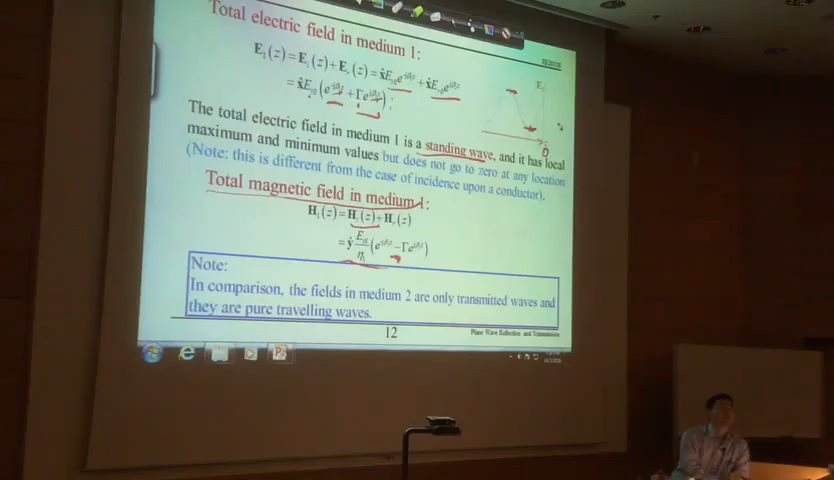 Total electric field in medium 1:
EE2011E
E₁(z) = Eᵢ(z) + Eᵣ(z) = x̂Eᵢ₀e^(-jβ₁z) + x̂Eᵣ₀e^(jβ₁z)
= x̂Eᵢ₀(e^(-jβ₁z) + Γe^(jβ₁z))
The total electric field in medium 1 is a standing wave, and it has local
maximum and minimum values but does not go to zero at any location
(Note: this is different from the case of incidence upon a conductor).
Total magnetic field in medium 1:
H₁(z) = Hᵢ(z) + Hᵣ(z)
= ŷ Eᵢ₀/η₁ (e^(-jβ₁z) − Γe^(jβ₁z))
Note:
In comparison, the fields in medium 2 are only transmitted waves and
they are pure travelling waves.
12
Plane Wave Reflection and Transmission